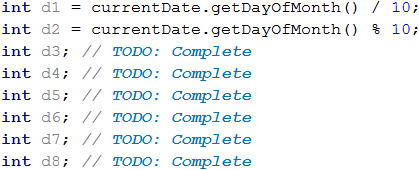 int d1 = currentDate.getDayOfMonth() / 10;
int d2 = currentDate.getDayOfMonth() % 10;
int d3; // TODO: Complete
int d4; // TODO: Complete
int d5; // TODO: Complete
int d6; // TODO: Complete
int d7; // TODO: Complete
int d8; // TODO: Complete